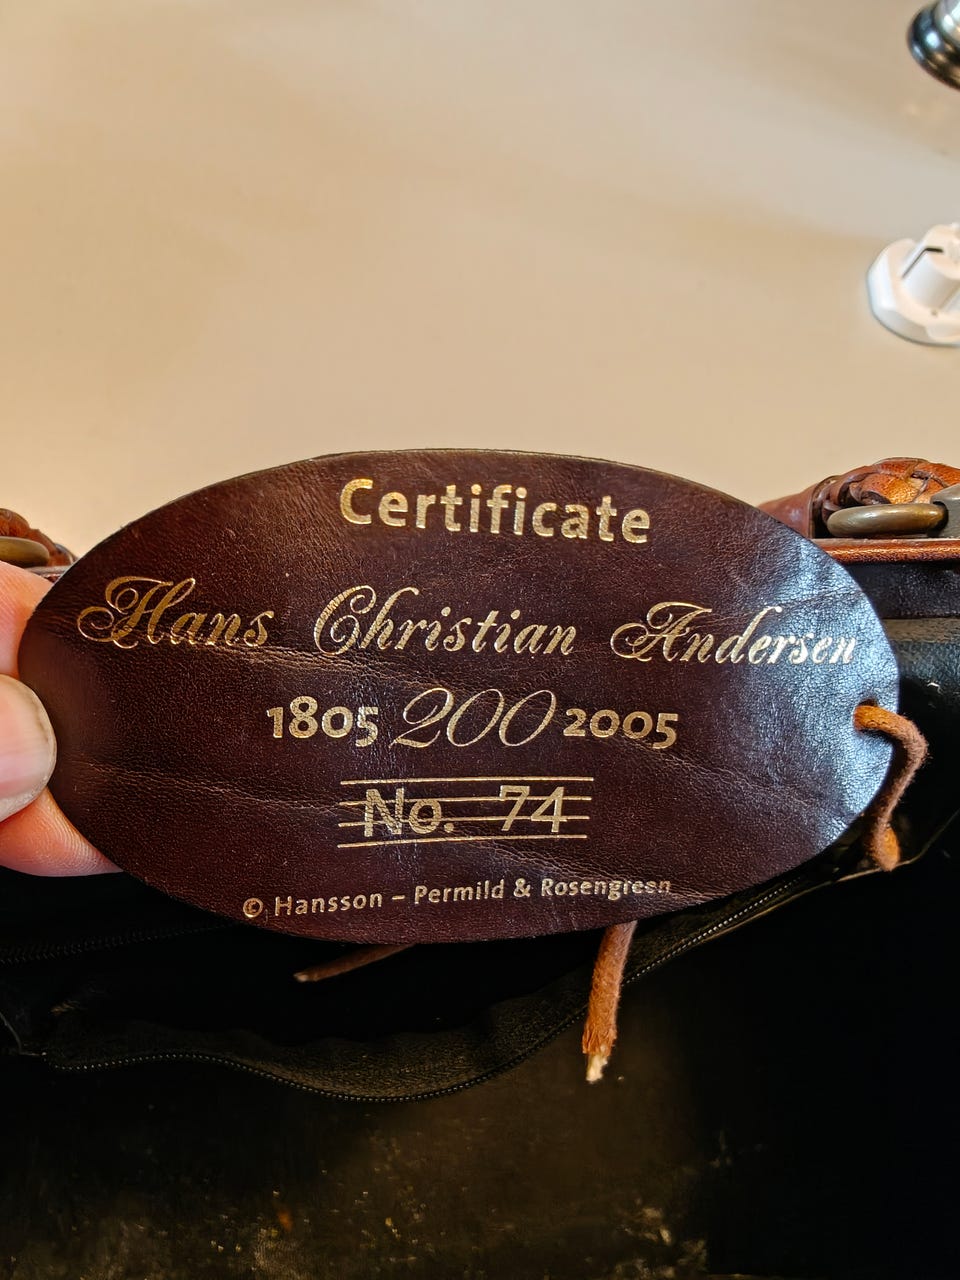 Certificate
Hans Christian Andersen
1805 200 2005
No. 74
© Hansson – Permild & Rosengreen